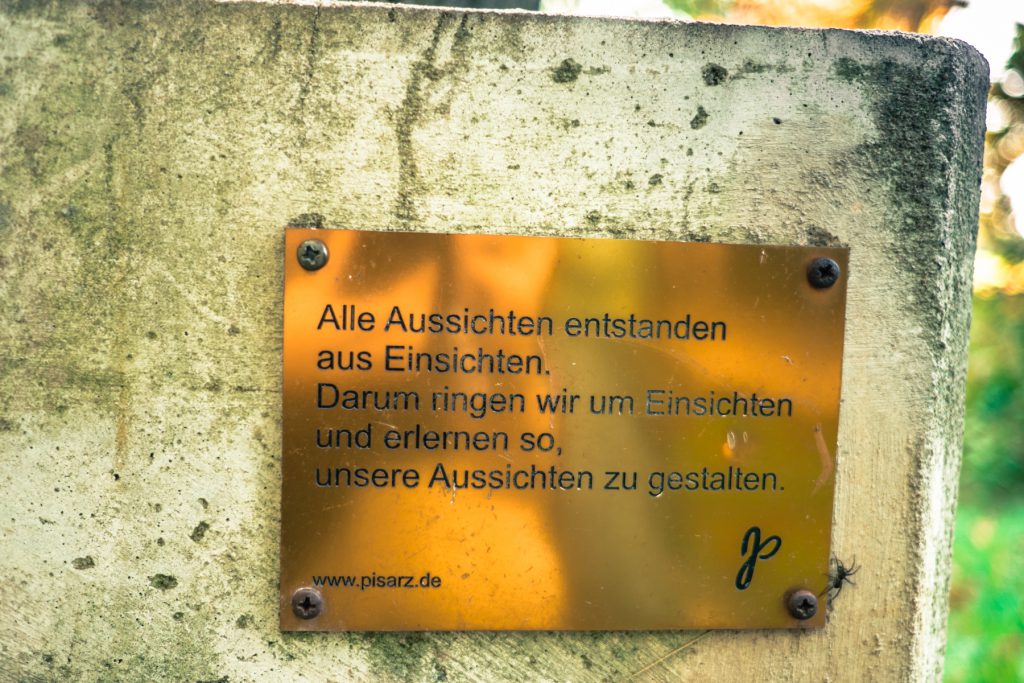 Alle Aussichten entstanden
aus Einsichten.
Darum ringen wir um Einsichten
und erlernen so,
unsere Aussichten zu gestalten.
www.pisarz.de